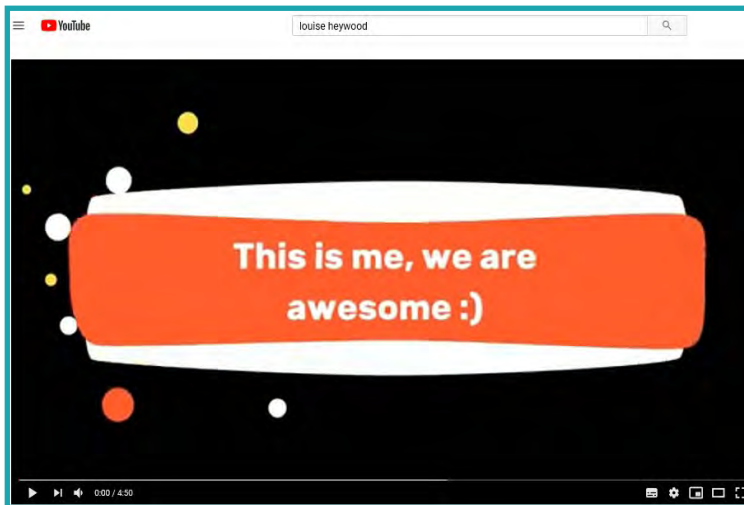 YouTube
louise heywood
This is me, we are
awesome :)
0:00 / 4:50